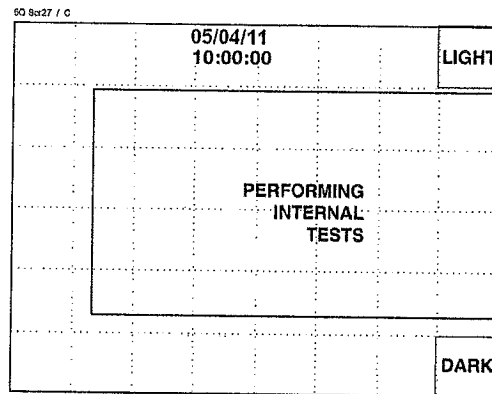 6Q Scr27 / C
05/04/11
10:00:00
LIGHT
PERFORMING
INTERNAL
TESTS
DARK